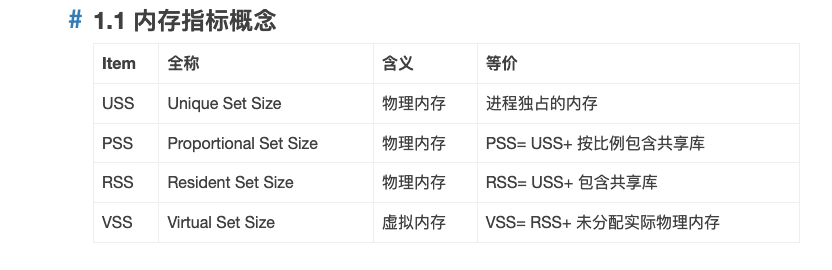 # 1.1 内存指标概念
Item 全称 含义 等价
USS Unique Set Size 物理内存 进程独占的内存
PSS Proportional Set Size 物理内存 PSS= USS+ 按比例包含共享库
RSS Resident Set Size 物理内存 RSS= USS+ 包含共享库
VSS Virtual Set Size 虚拟内存 VSS= RSS+ 未分配实际物理内存